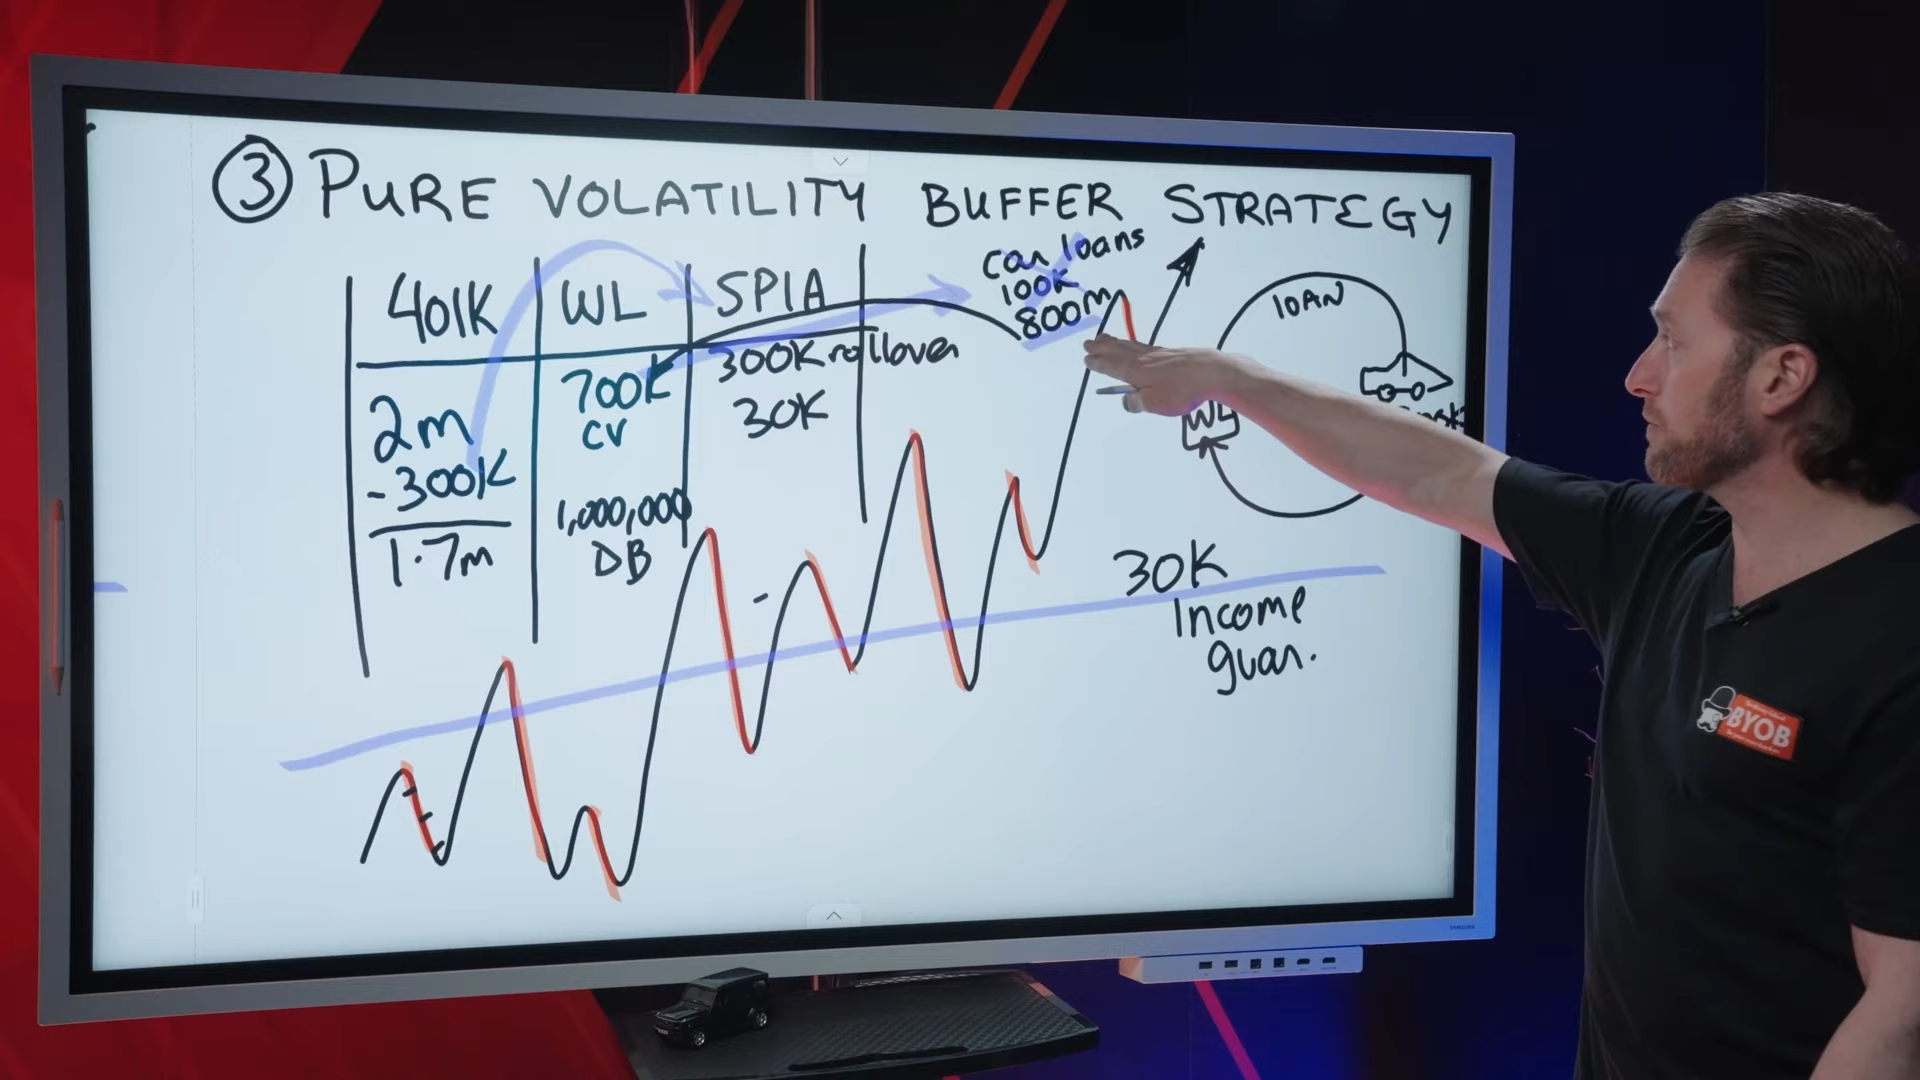 ③ PURE VOLATILITY BUFFER STRATEGY
401K
WL
SPIA
car loans
100K
800m
LOAN
2m
-300K
1.7m
700K
CV
1,000,000
DB
300K rollover
30K
WL
30K
Income
guar.
BYOB
SAMSUNG